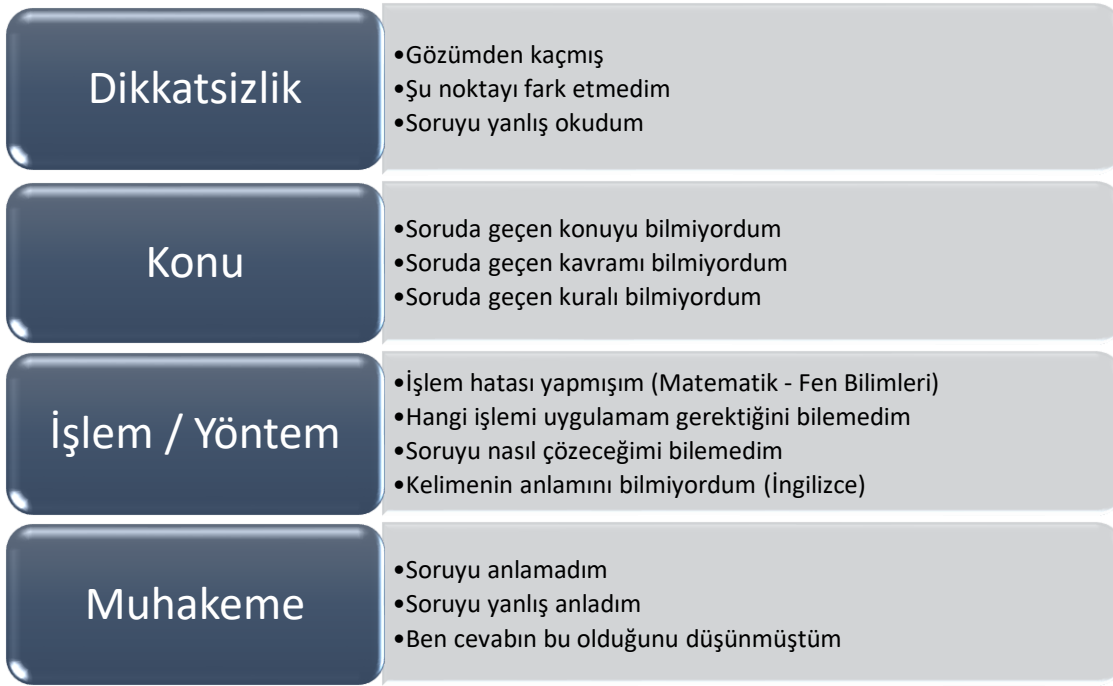 Dikkatsizlik
•Gözümden kaçmış
•Şu noktayı fark etmedim
•Soruyu yanlış okudum
Konu
•Soruda geçen konuyu bilmiyordum
•Soruda geçen kavramı bilmiyordum
•Soruda geçen kuralı bilmiyordum
İşlem / Yöntem
•İşlem hatası yapmışım (Matematik - Fen Bilimleri)
•Hangi işlemi uygulamam gerektiğini bilemedim
•Soruyu nasıl çözeceğimi bilemedim
•Kelimenin anlamını bilmiyordum (İngilizce)
Muhakeme
•Soruyu anlamadım
•Soruyu yanlış anladım
•Ben cevabın bu olduğunu düşünmüştüm